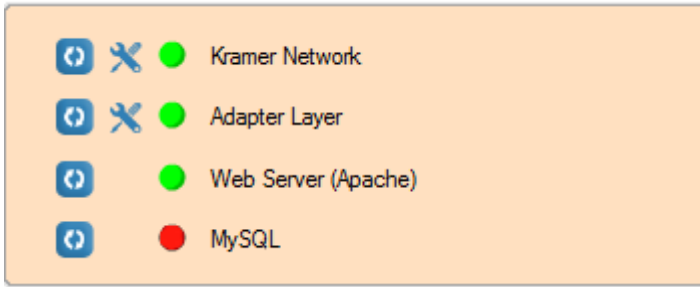 Kramer Network
Adapter Layer
Web Server (Apache)
MySQL